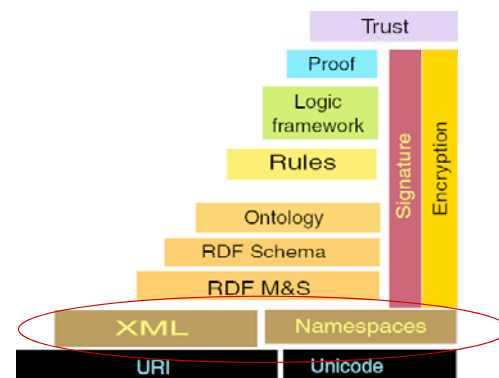 Trust
Proof
Logic
framework
Rules
Ontology
RDF Schema
RDF M&S
Signature
Encryption
XML
Namespaces
URI
Unicode